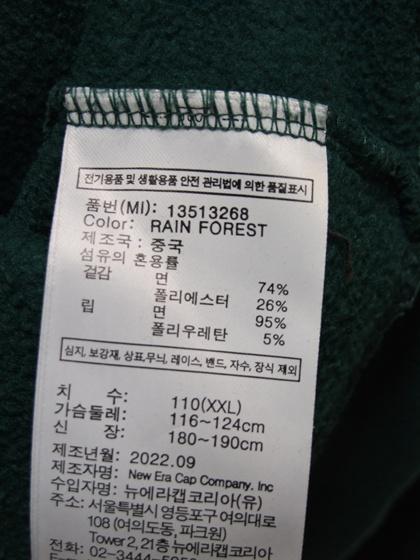 전기용품 및 생활용품 안전 관리법에 의한 품질표시
품번(MI): 13513268
Color: RAIN FOREST
제조국: 중국
섬유의 혼용률
겉감 면 74%
폴리에스터 26%
립 면 95%
폴리우레탄 5%
심지, 보강재, 상표,무늬, 레이스, 밴드, 자수, 장식 제외
치 수: 110(XXL)
가슴둘레: 116~124cm
신 장: 180~190cm
제조년월: 2022.09
제조자명: New Era Cap Company. Inc
수입자명: 뉴에라캡코리아(유)
주소: 서울특별시 영등포구 여의대로
108 (여의도동, 파크원)
Tower 2, 21층 뉴에라캡코리아
전화: 02-3444-